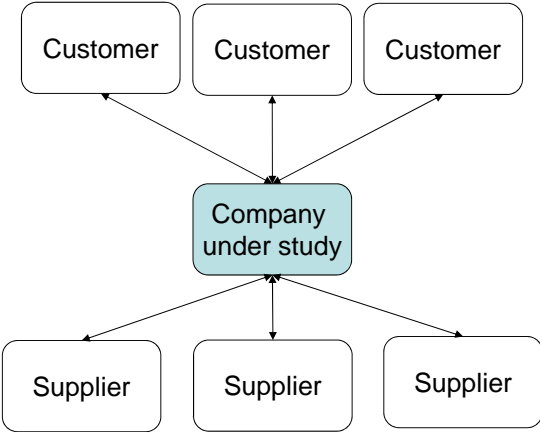 Customer
Customer
Customer
Company
under study
Supplier
Supplier
Supplier